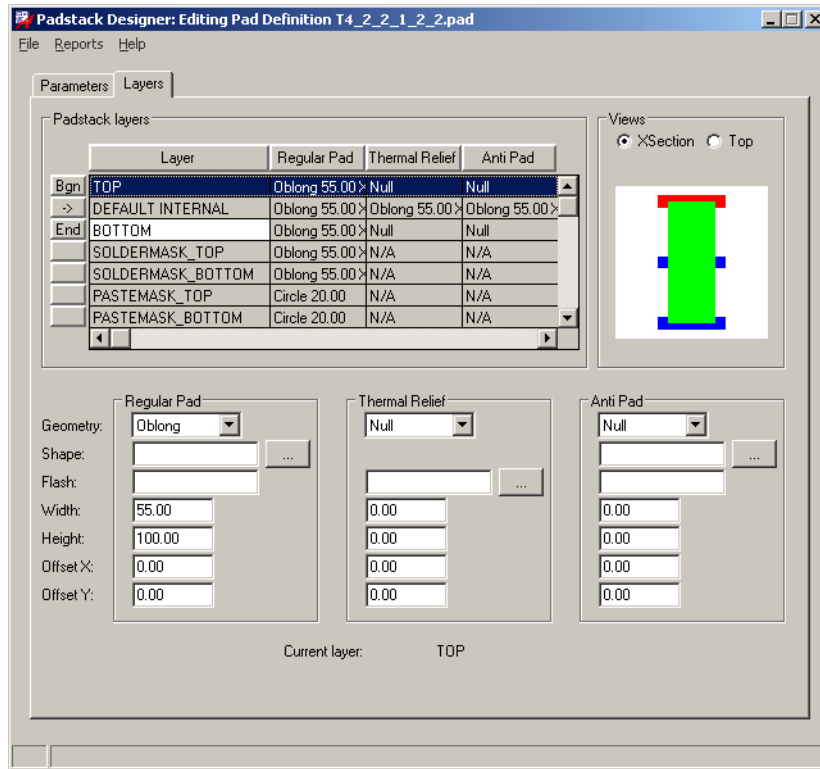 Padstack Designer: Editing Pad Definition T4_2_2_1_2_2.pad
File Reports Help
Parameters Layers
Padstack layers
Views
XSection Top
Layer Regular Pad Thermal Relief Anti Pad
Bgn TOP Oblong 55.00 X Null Null
-> DEFAULT INTERNAL Oblong 55.00 X Oblong 55.00 X Oblong 55.00 X
End BOTTOM Oblong 55.00 X Null Null
SOLDERMASK_TOP Oblong 55.00 X N/A N/A
SOLDERMASK_BOTTOM Oblong 55.00 X N/A N/A
PASTEMASK_TOP Circle 20.00 N/A N/A
PASTEMASK_BOTTOM Circle 20.00 N/A N/A
Regular Pad Thermal Relief Anti Pad
Geometry: Oblong Null Null
Shape: ... ...
Flash: ...
Width: 55.00 0.00 0.00
Height: 100.00 0.00 0.00
Offset X: 0.00 0.00 0.00
Offset Y: 0.00 0.00 0.00
Current layer: TOP